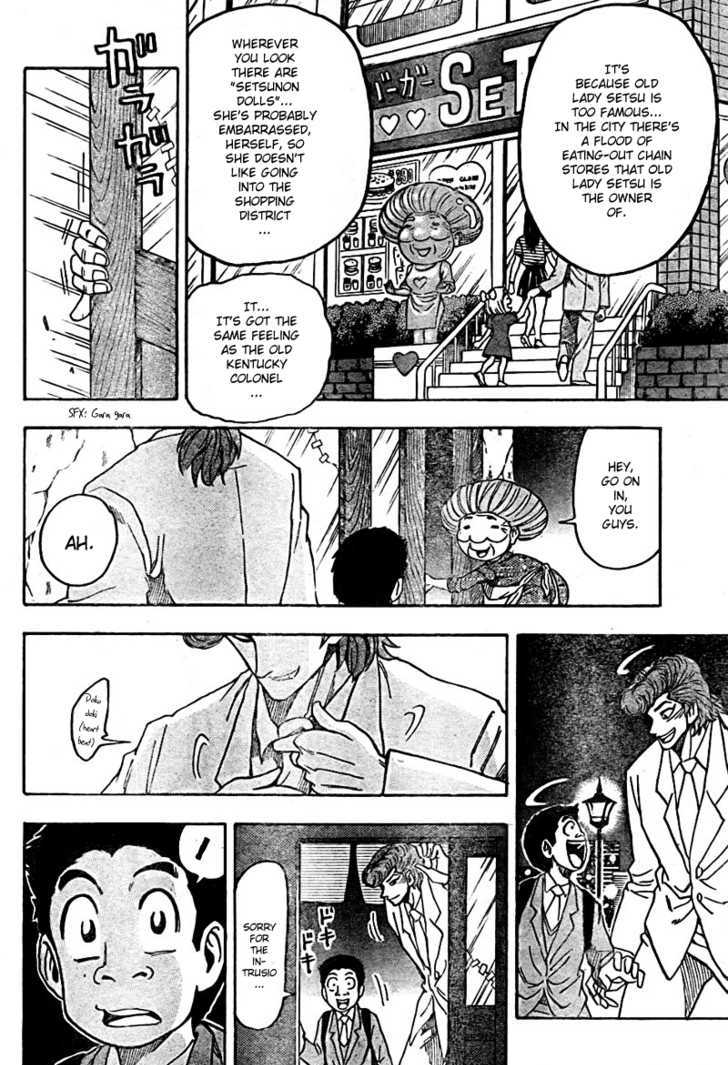 IT'S
BECAUSE OLD
LADY SETSU IS
TOO FAMOUS...
IN THE CITY THERE'S
A FLOOD OF
EATING-OUT CHAIN
STORES THAT OLD
LADY SETSU IS
THE OWNER
OF.
バーガー
SET
WHEREVER
YOU LOOK
THERE ARE
"SETSUNON
DOLLS"...
SHE'S PROBABLY
EMBARRASSED,
HERSELF, SO
SHE DOESN'T
LIKE GOING
INTO THE
SHOPPING
DISTRICT
...
IT...
IT'S GOT THE
SAME FEELING
AS THE OLD
KENTUCKY
COLONEL
...
ガラガラ
SFX: Gara gara
HEY,
GO ON
IN,
YOU
GUYS.
AH.
Doku
doki
(heart
beat)
ドキ
ドキ
SORRY
FOR
THE
IN-
TRUSIO
...